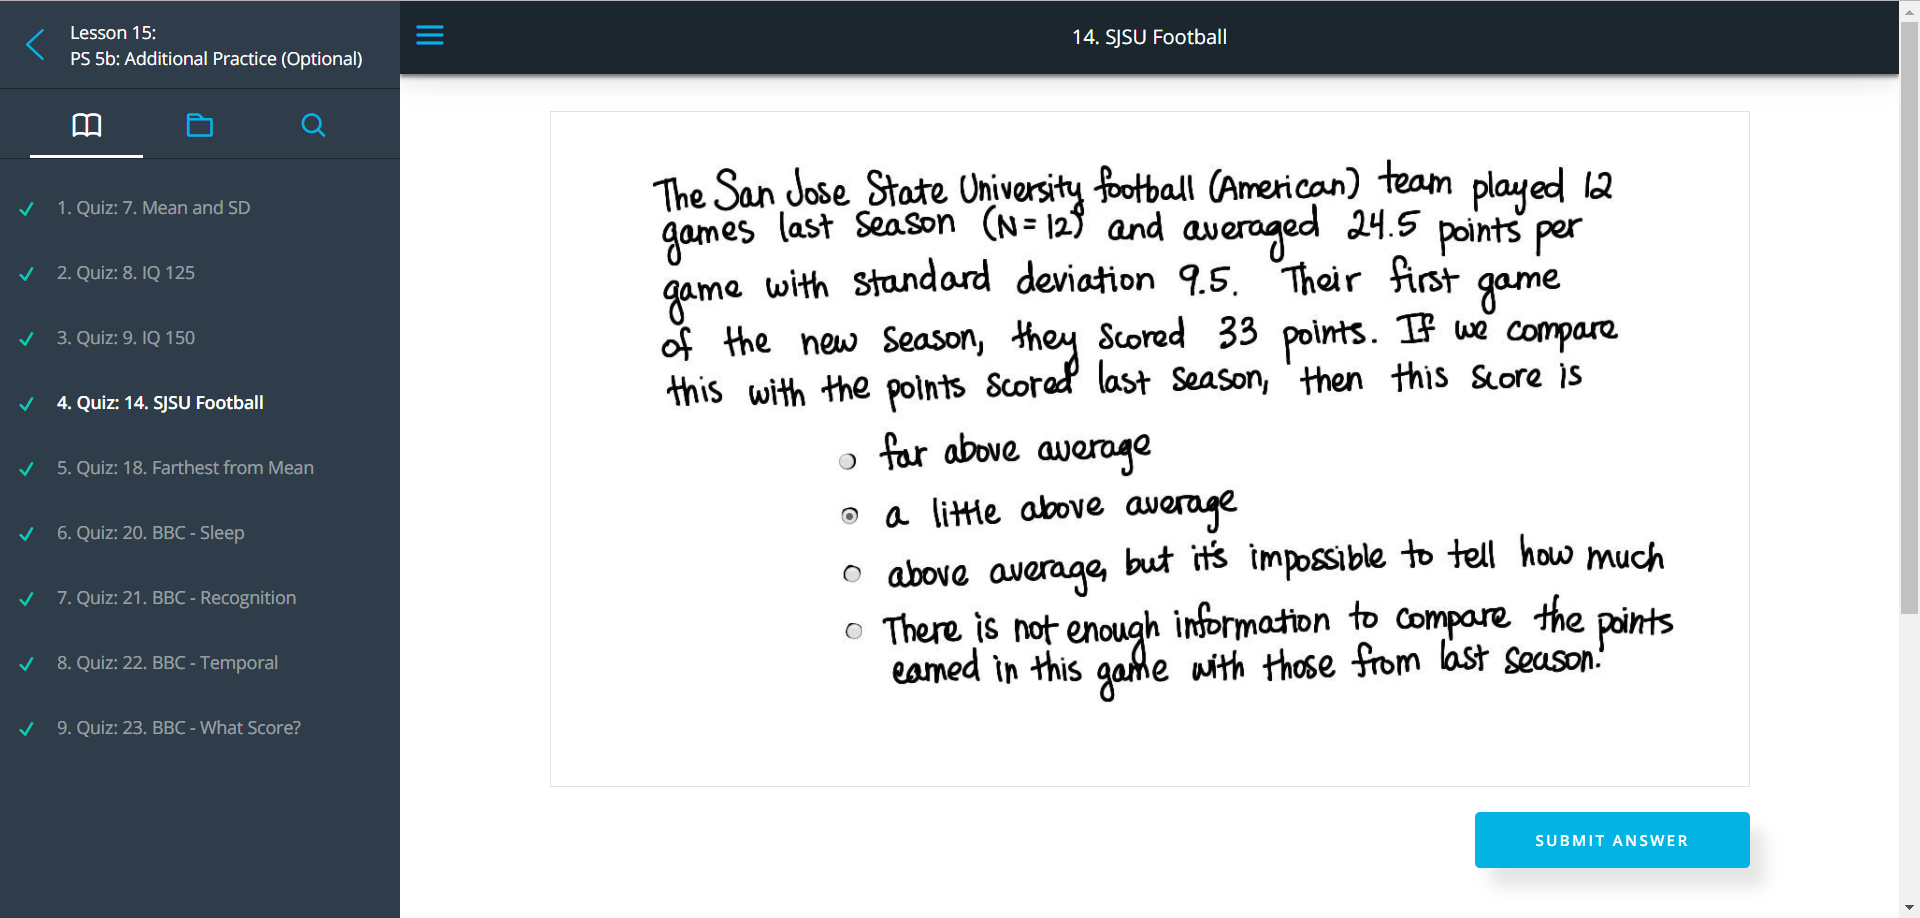 Lesson 15:
PS 5b: Additional Practice (Optional)
1. Quiz: 7. Mean and SD
2. Quiz: 8. IQ 125
3. Quiz: 9. IQ 150
4. Quiz: 14. SJSU Football
5. Quiz: 18. Farthest from Mean
6. Quiz: 20. BBC - Sleep
7. Quiz: 21. BBC - Recognition
8. Quiz: 22. BBC - Temporal
9. Quiz: 23. BBC - What Score?
14. SJSU Football
The San Jose State University football (American) team played 12
games last season (N = 12) and averaged 24.5 points per
game with standard deviation 9.5. Their first game
of the new season, they scored 33 points. If we compare
this with the points scored last season, then this score is
far above average
a little above average
above average, but it's impossible to tell how much
There is not enough information to compare the points
earned in this game with those from last season.
SUBMIT ANSWER